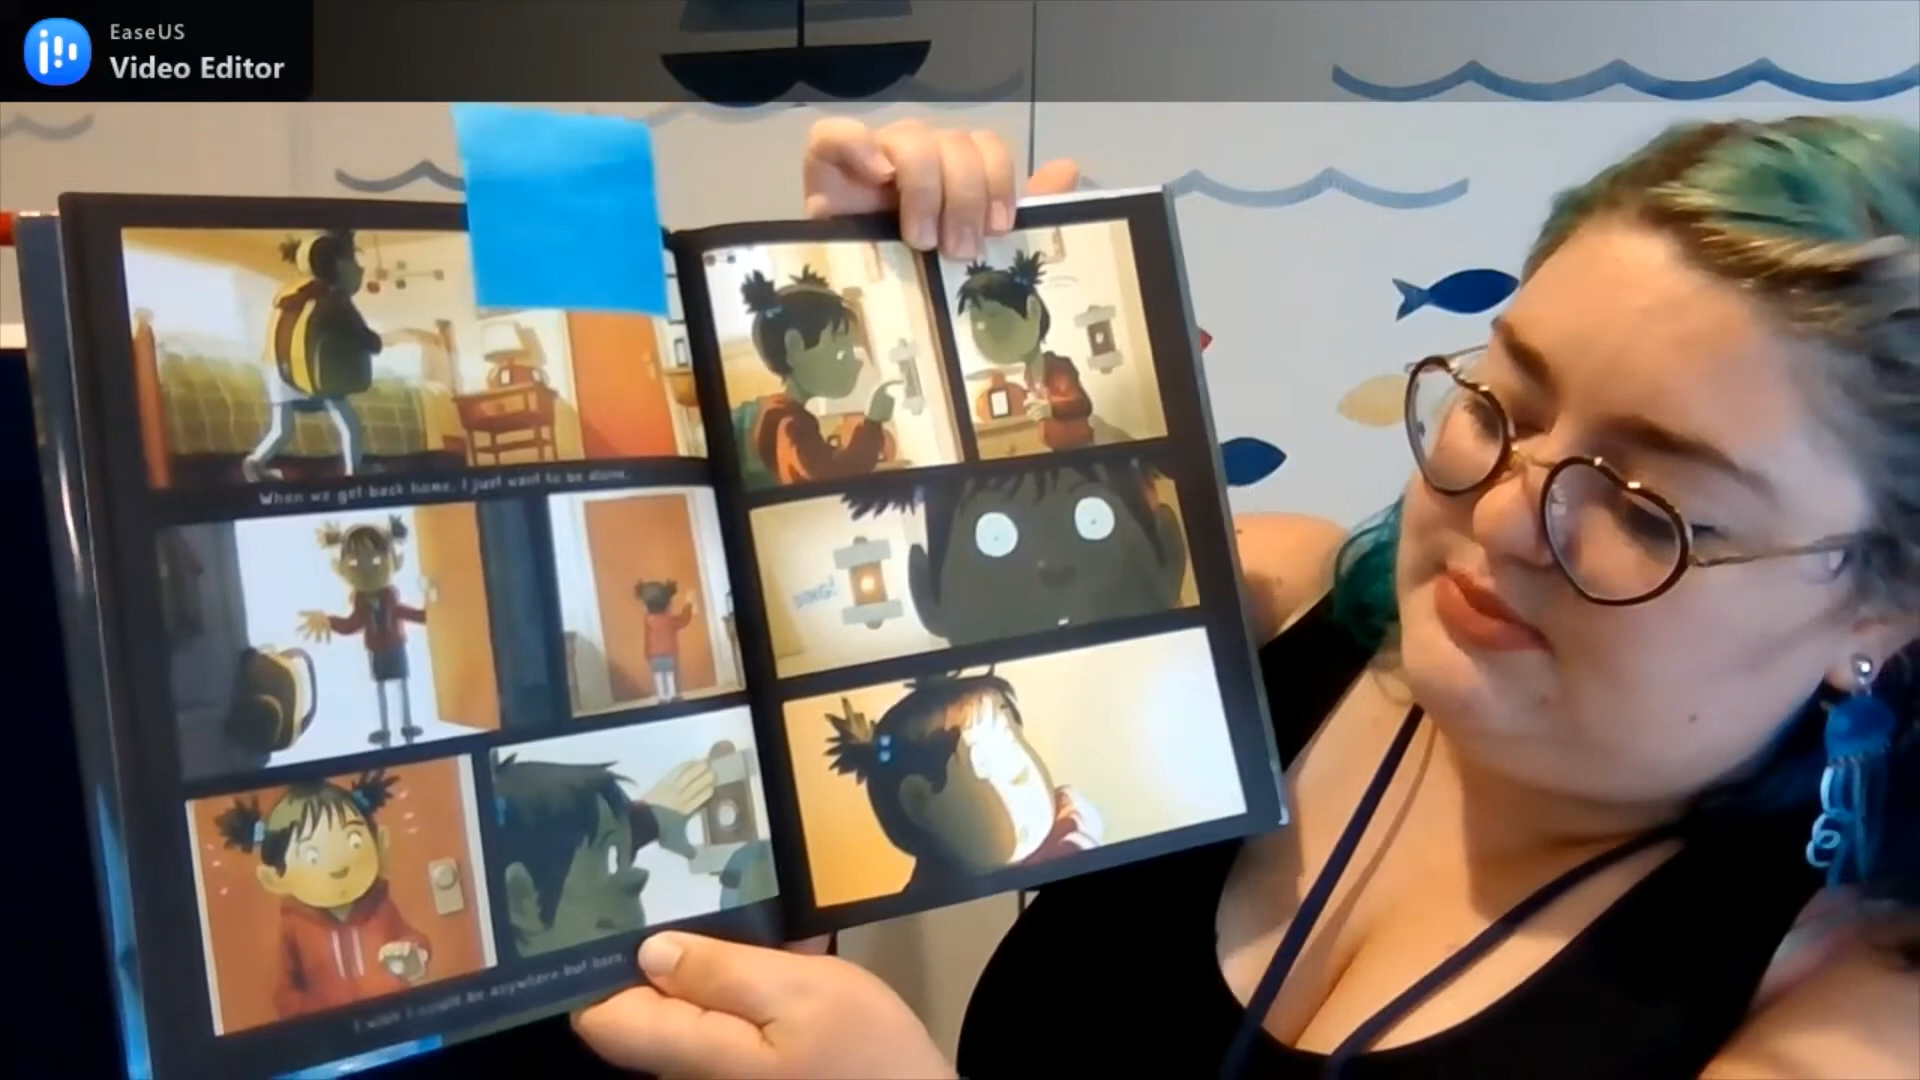 EaseUS
Video Editor
When we get back home, I just want to be alone.
DING!
I wish I could be anywhere but here.